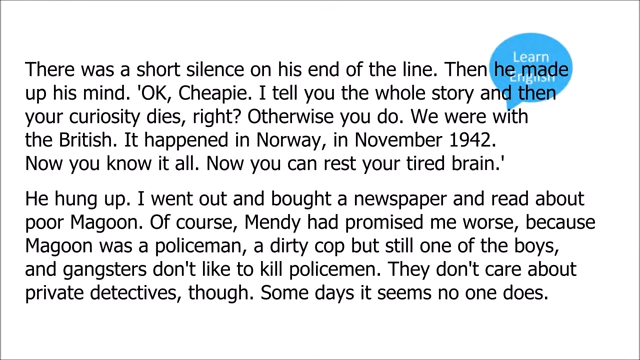 Learn
English
There was a short silence on his end of the line. Then he made
up his mind. 'OK, Cheapie. I tell you the whole story and then
your curiosity dies, right? Otherwise you do. We were with
the British. It happened in Norway, in November 1942.
Now you know it all. Now you can rest your tired brain.'
He hung up. I went out and bought a newspaper and read about
poor Magoon. Of course, Mendy had promised me worse, because
Magoon was a policeman, a dirty cop but still one of the boys,
and gangsters don't like to kill policemen. They don't care about
private detectives, though. Some days it seems no one does.